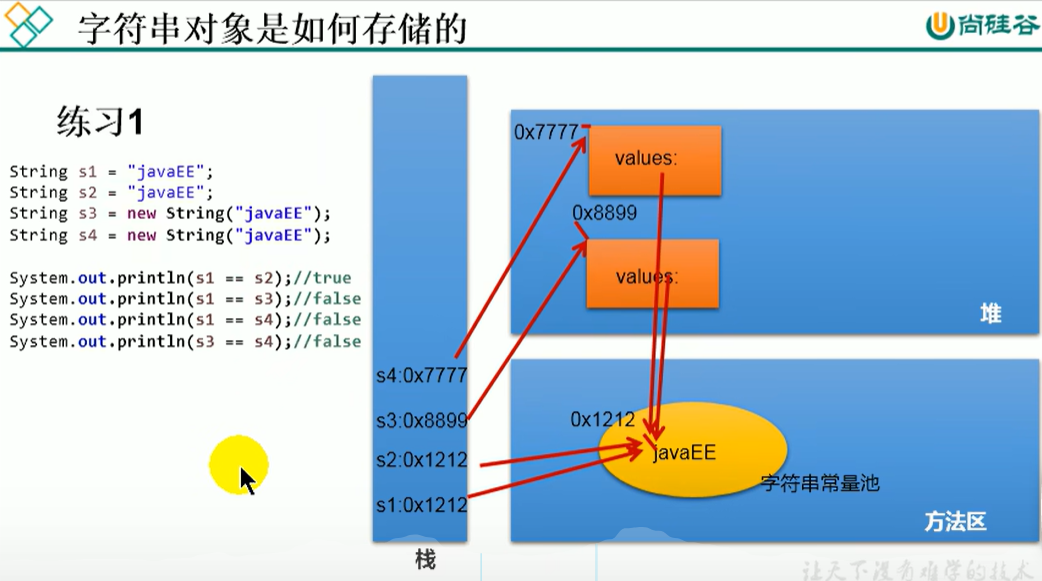 字符串对象是如何存储的
尚硅谷
练习1
String s1 = "javaEE";
String s2 = "javaEE";
String s3 = new String("javaEE");
String s4 = new String("javaEE");
System.out.println(s1 == s2);//true
System.out.println(s1 == s3);//false
System.out.println(s1 == s4);//false
System.out.println(s3 == s4);//false
s4:0x7777
s3:0x8899
s2:0x1212
s1:0x1212
栈
0x7777
values:
0x8899
values:
堆
0x1212
javaEE
字符串常量池
方法区
让天下没有难学的技术